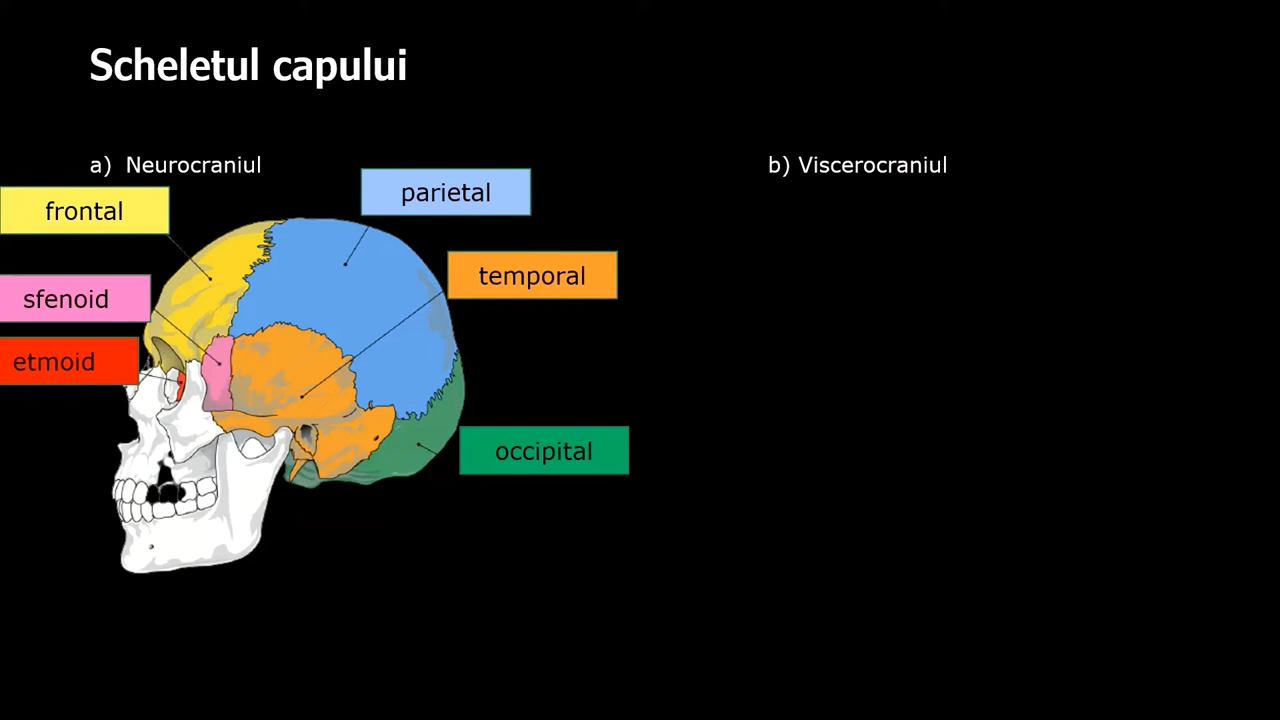 Scheletul capului
a) Neurocraniul
frontal
parietal
temporal
sfenoid
etmoid
occipital
b) Viscerocraniul